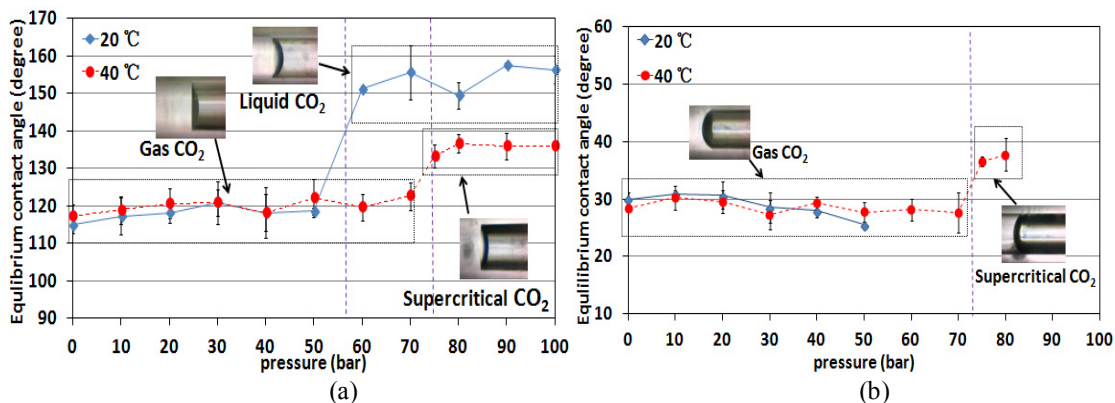 170
160
150
140
130
120
110
100
90
Equlibrium contact angle (degree)
20 ℃
40 ℃
Liquid CO2
Gas CO2
Supercritical CO2
0 10 20 30 40 50 60 70 80 90 100
pressure (bar)
(a)
60
50
40
30
20
10
Equlilibrium contact angle (degree)
20 ℃
40 ℃
Gas CO2
Supercritical CO2
0 10 20 30 40 50 60 70 80 90 100
pressure (bar)
(b)